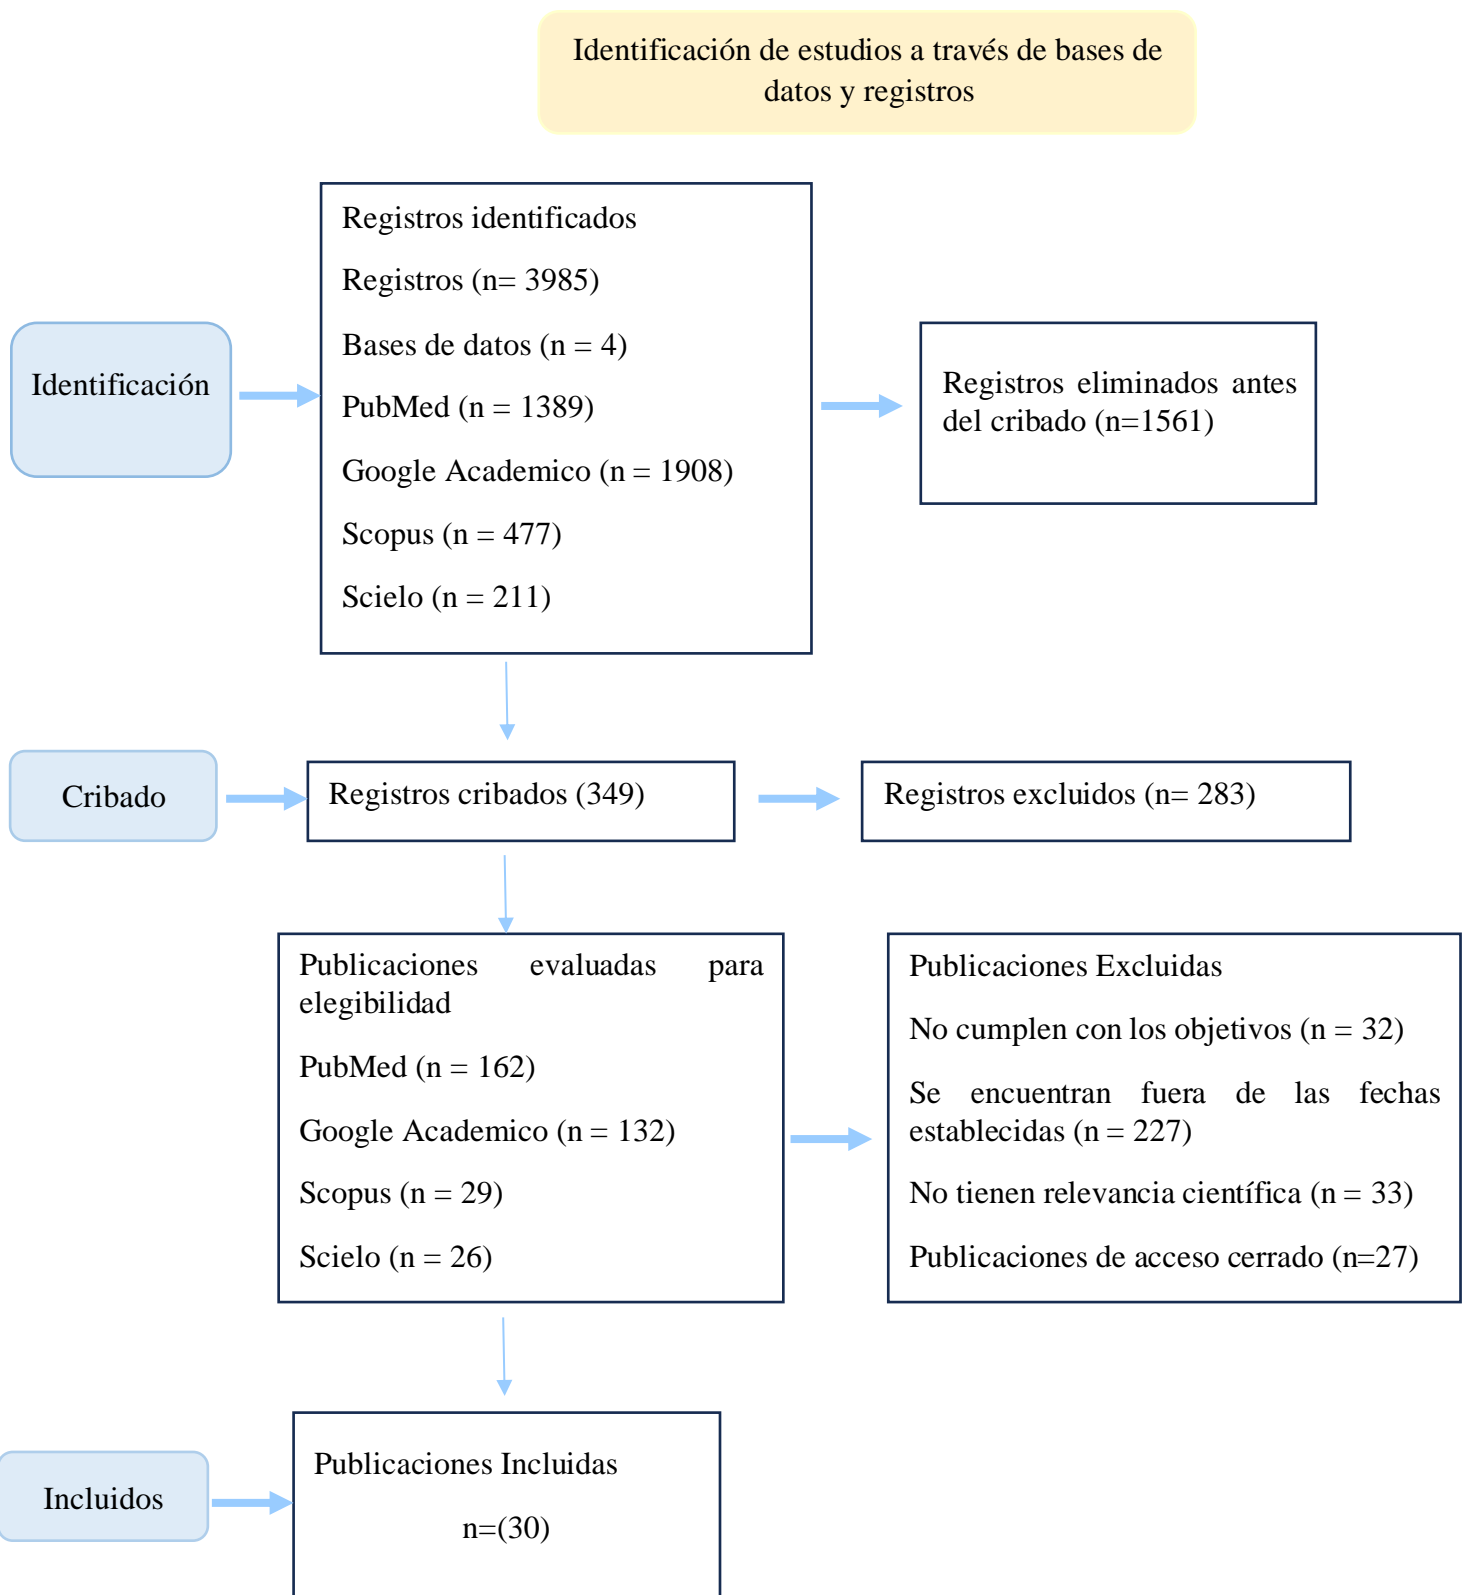 Identificación de estudios a través de bases de
datos y registros
Identificación
Registros identificados
Registros (n= 3985)
Bases de datos (n = 4)
PubMed (n = 1389)
Google Academico (n = 1908)
Scopus (n = 477)
Scielo (n = 211)
Registros eliminados antes
del cribado (n=1561)
Cribado
Registros cribados (349)
Registros excluidos (n= 283)
Publicaciones evaluadas para
elegibilidad
PubMed (n = 162)
Google Academico (n = 132)
Scopus (n = 29)
Scielo (n = 26)
Publicaciones Excluidas
No cumplen con los objetivos (n = 32)
Se encuentran fuera de las fechas
establecidas (n = 227)
No tienen relevancia científica (n = 33)
Publicaciones de acceso cerrado (n=27)
Incluidos
Publicaciones Incluidas
n=(30)